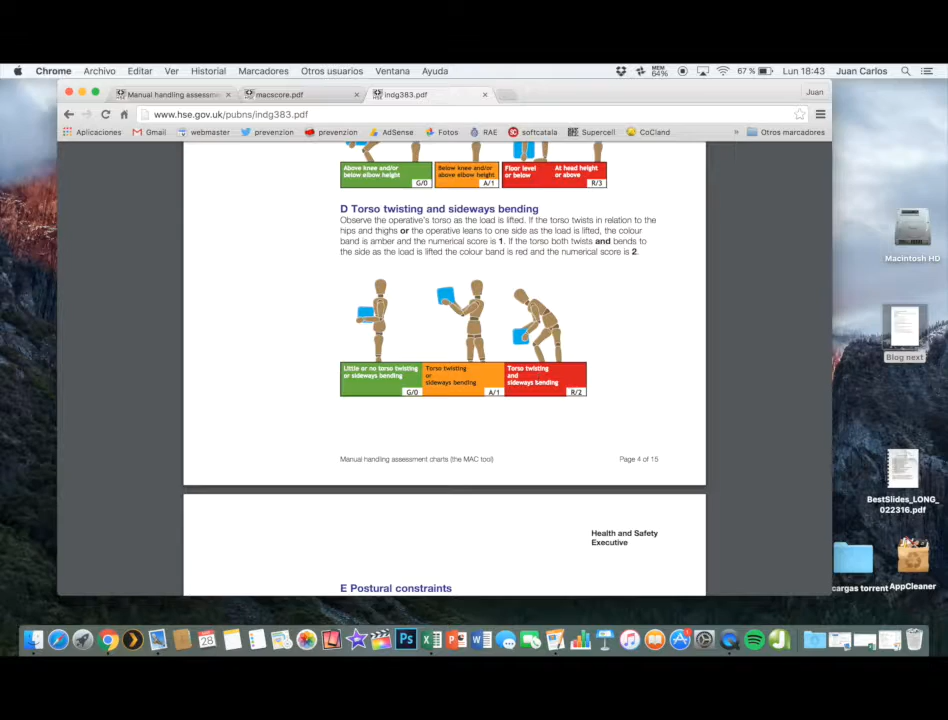 Chrome Archivo Editar Ver Historial Marcadores Otros usuarios Ventana Ayuda
MEM
64%
67 % Lun 18:43 Juan Carlos
Manual handling assessme
macscore.pdf
indg383.pdf
Juan
www.hse.gov.uk/pubns/indg383.pdf
Aplicaciones Gmail webmaster prevenzion prevenzion AdSense Fotos RAE softcatala Supercell CoCland » Otros marcadores
Above knee and/or
below elbow height
G/0
Below knee and/or
above elbow height
A/1
Floor level
or below
At head height
or above
R/3
D Torso twisting and sideways bending
Observe the operative's torso as the load is lifted. If the torso twists in relation to the
hips and thighs or the operative leans to one side as the load is lifted, the colour
band is amber and the numerical score is 1. If the torso both twists and bends to
the side as the load is lifted the colour band is red and the numerical score is 2.
Little or no torso twisting
or sideways bending
G/0
Torso twisting
or
sideways bending
A/1
Torso twisting
and
sideways bending
R/2
Manual handling assessment charts (the MAC tool)
Page 4 of 15
Health and Safety
Executive
E Postural constraints
Macintosh HD
Blog next
BestSlides_LONG_
022316.pdf
cargas torrent
AppCleaner
28
Ps